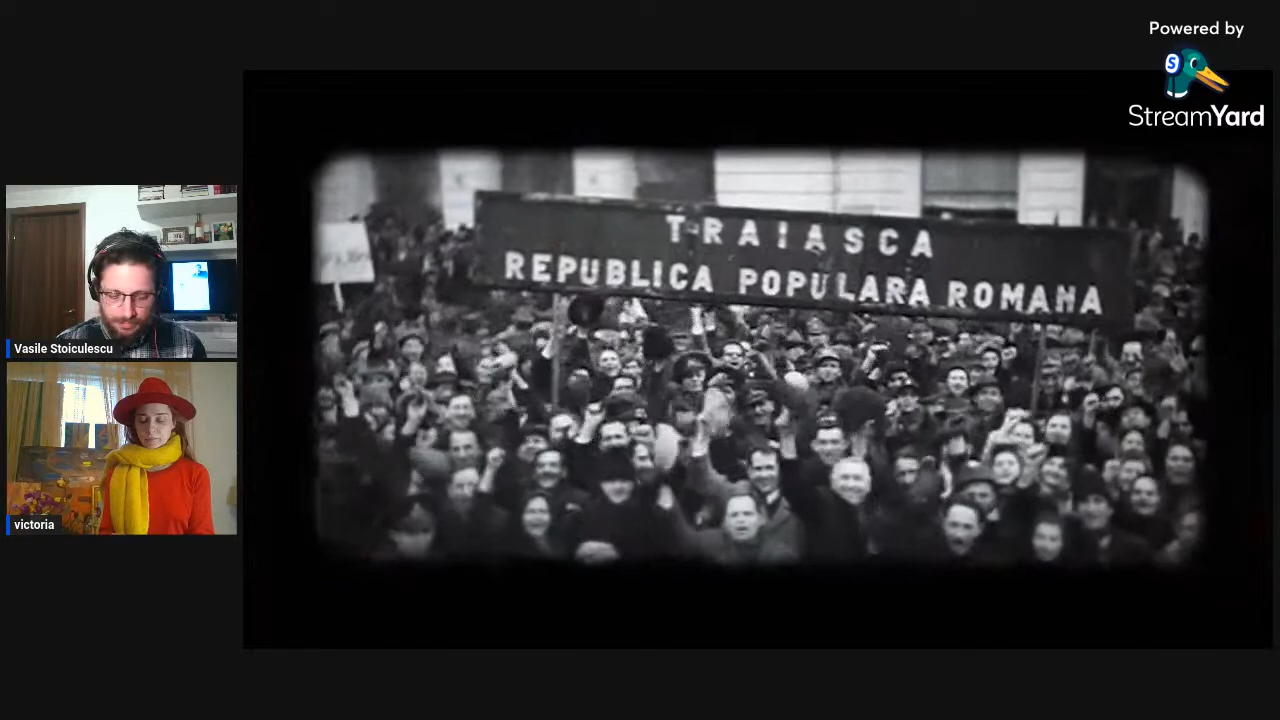 Powered by
StreamYard
TRAIASCA
REPUBLICA POPULARA ROMANA
Vasile Stoiculescu
victoria